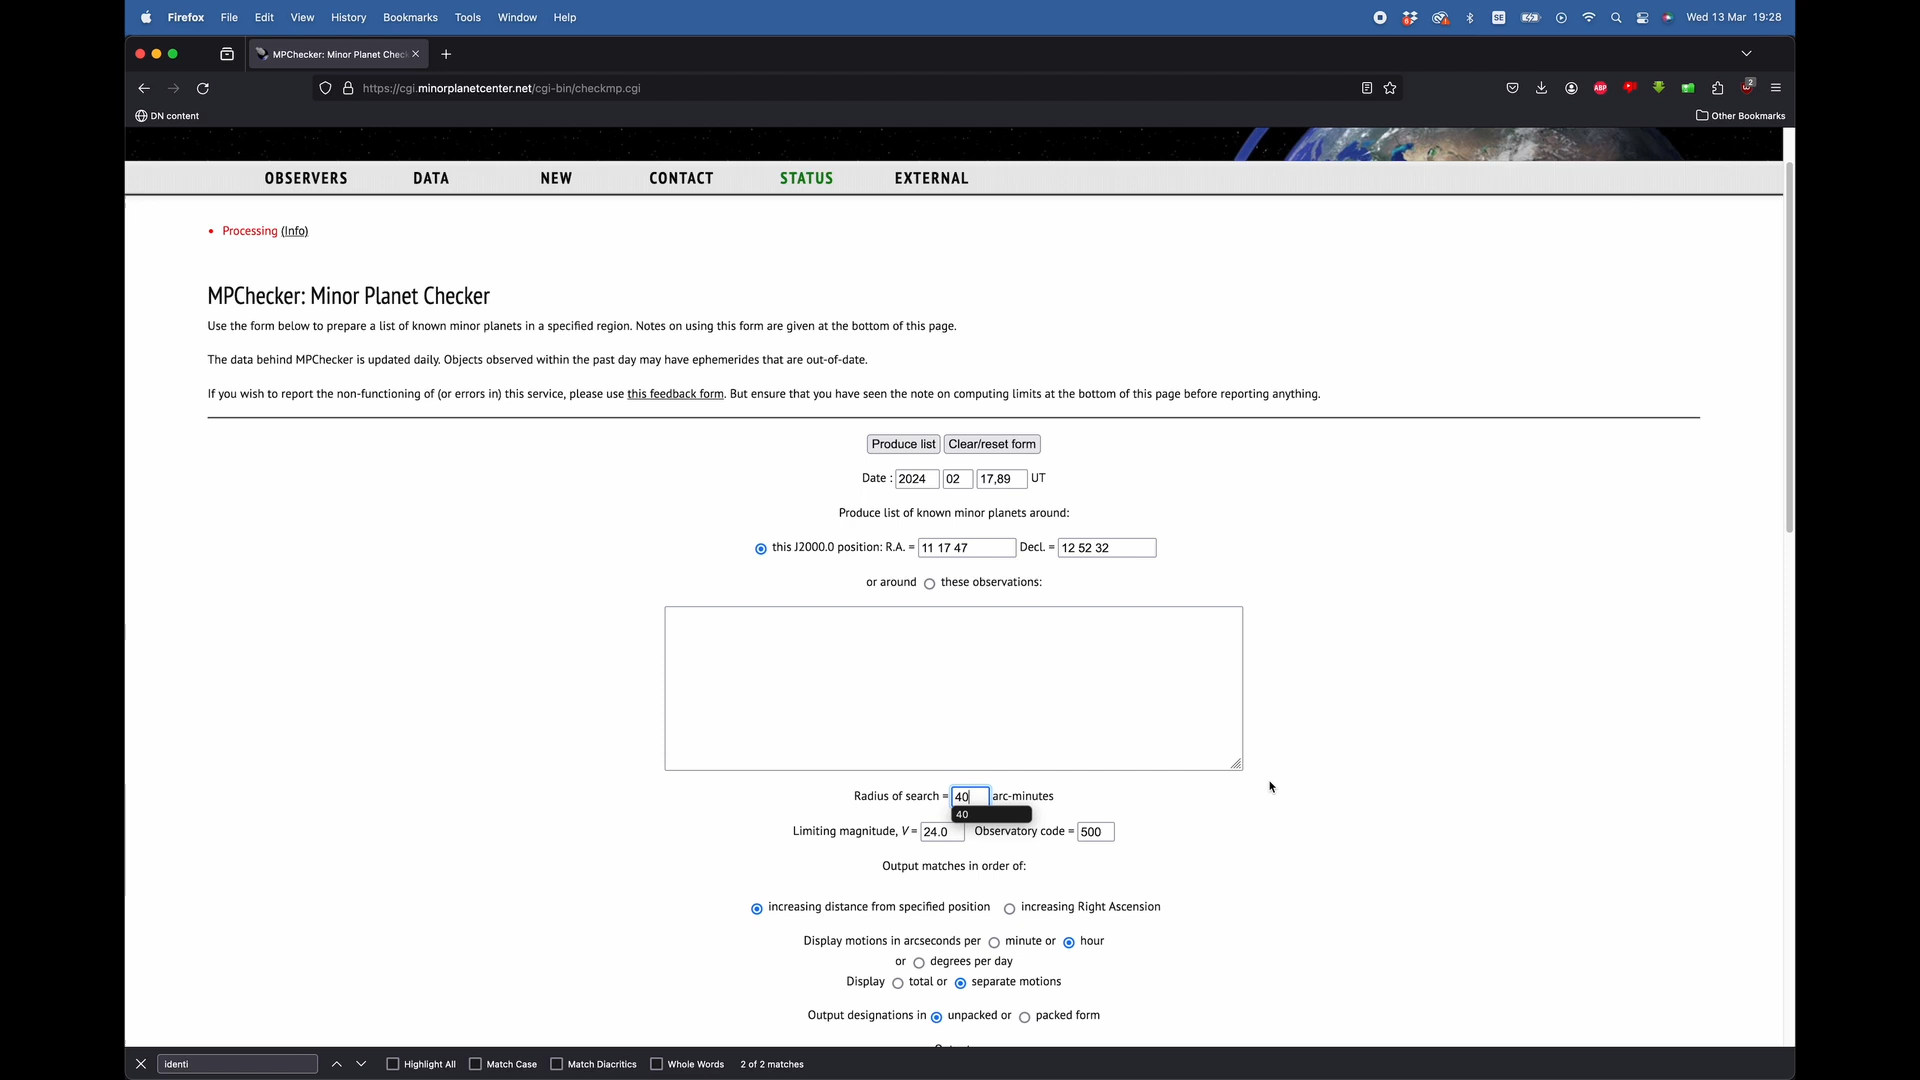 Firefox File Edit View History Bookmarks Tools Window Help SE Wed 13 Mar 19:28
MPChecker: Minor Planet Chec
https://cgi.minorplanetcenter.net/cgi-bin/checkmp.cgi ABP 2
DN content Other Bookmarks
OBSERVERS DATA NEW CONTACT STATUS EXTERNAL
• Processing (Info)
MPChecker: Minor Planet Checker
Use the form below to prepare a list of known minor planets in a specified region. Notes on using this form are given at the bottom of this page.
The data behind MPChecker is updated daily. Objects observed within the past day may have ephemerides that are out-of-date.
If you wish to report the non-functioning of (or errors in) this service, please use this feedback form. But ensure that you have seen the note on computing limits at the bottom of this page before reporting anything.
Produce list Clear/reset form
Date : 2024 02 17,89 UT
Produce list of known minor planets around:
this J2000.0 position: R.A. = 11 17 47 Decl. = 12 52 32
or around these observations:
Radius of search = 40 arc-minutes
40
Limiting magnitude, V = 24.0 Observatory code = 500
Output matches in order of:
increasing distance from specified position increasing Right Ascension
Display motions in arcseconds per minute or hour
or degrees per day
Display total or separate motions
Output designations in unpacked or packed form
identi Highlight All Match Case Match Diacritics Whole Words 2 of 2 matches